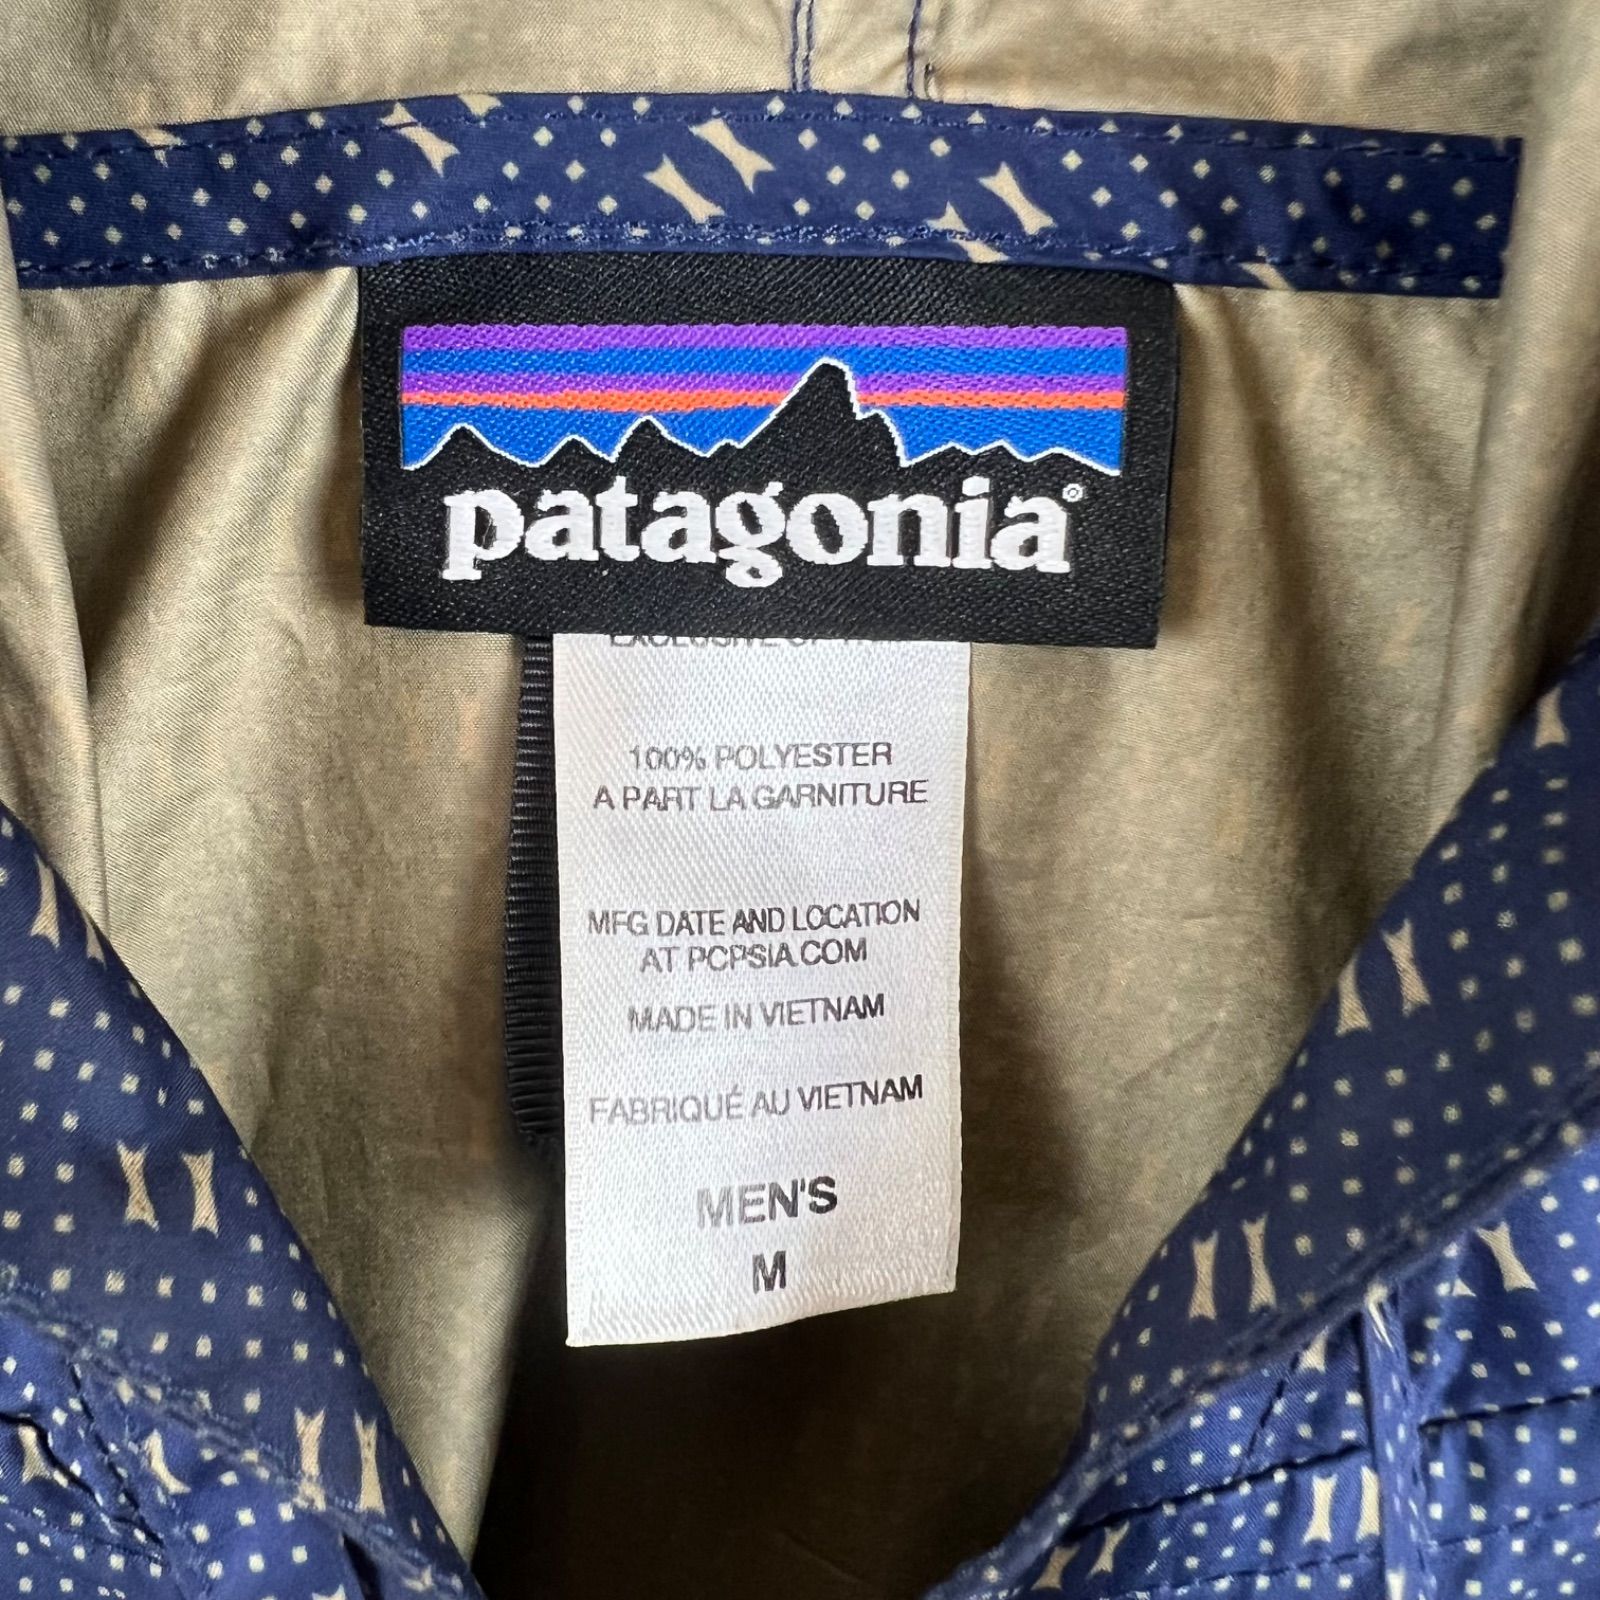 patagonia®
EXCLUSIVE
100% POLYESTER
A PART LA GARNITURE
MFG DATE AND LOCATION
AT PCPSIA.COM
MADE IN VIETNAM
FABRIQUÉ AU VIETNAM
MEN'S
M